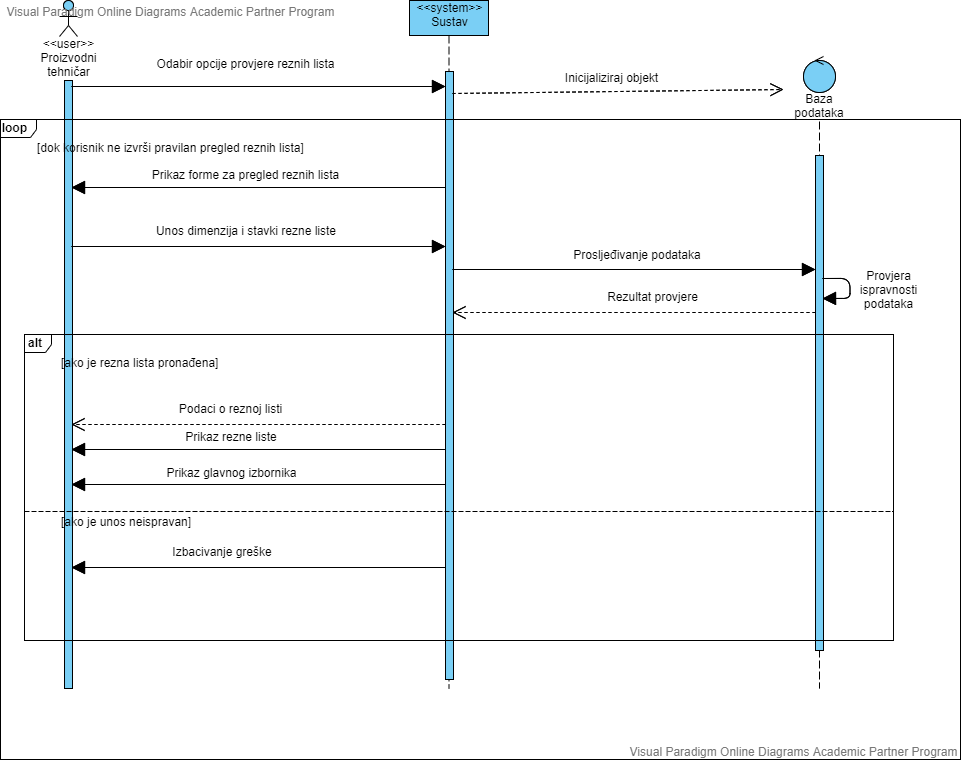 Visual Paradigm Online Diagrams Academic Partner Program
<<user>>
Proizvodni
tehničar
<<system>>
Sustav
Odabir opcije provjere reznih lista
Inicijaliziraj objekt
Baza
podataka
loop
[dok korisnik ne izvrši pravilan pregled reznih lista]
Prikaz forme za pregled reznih lista
Unos dimenzija i stavki rezne liste
Prosljeđivanje podataka
Provjera
ispravnosti
podataka
Rezultat provjere
alt
[ako je rezna lista pronađena]
Podaci o reznoj listi
Prikaz rezne liste
Prikaz glavnog izbornika
[ako je unos neispravan]
Izbacivanje greške
Visual Paradigm Online Diagrams Academic Partner Program